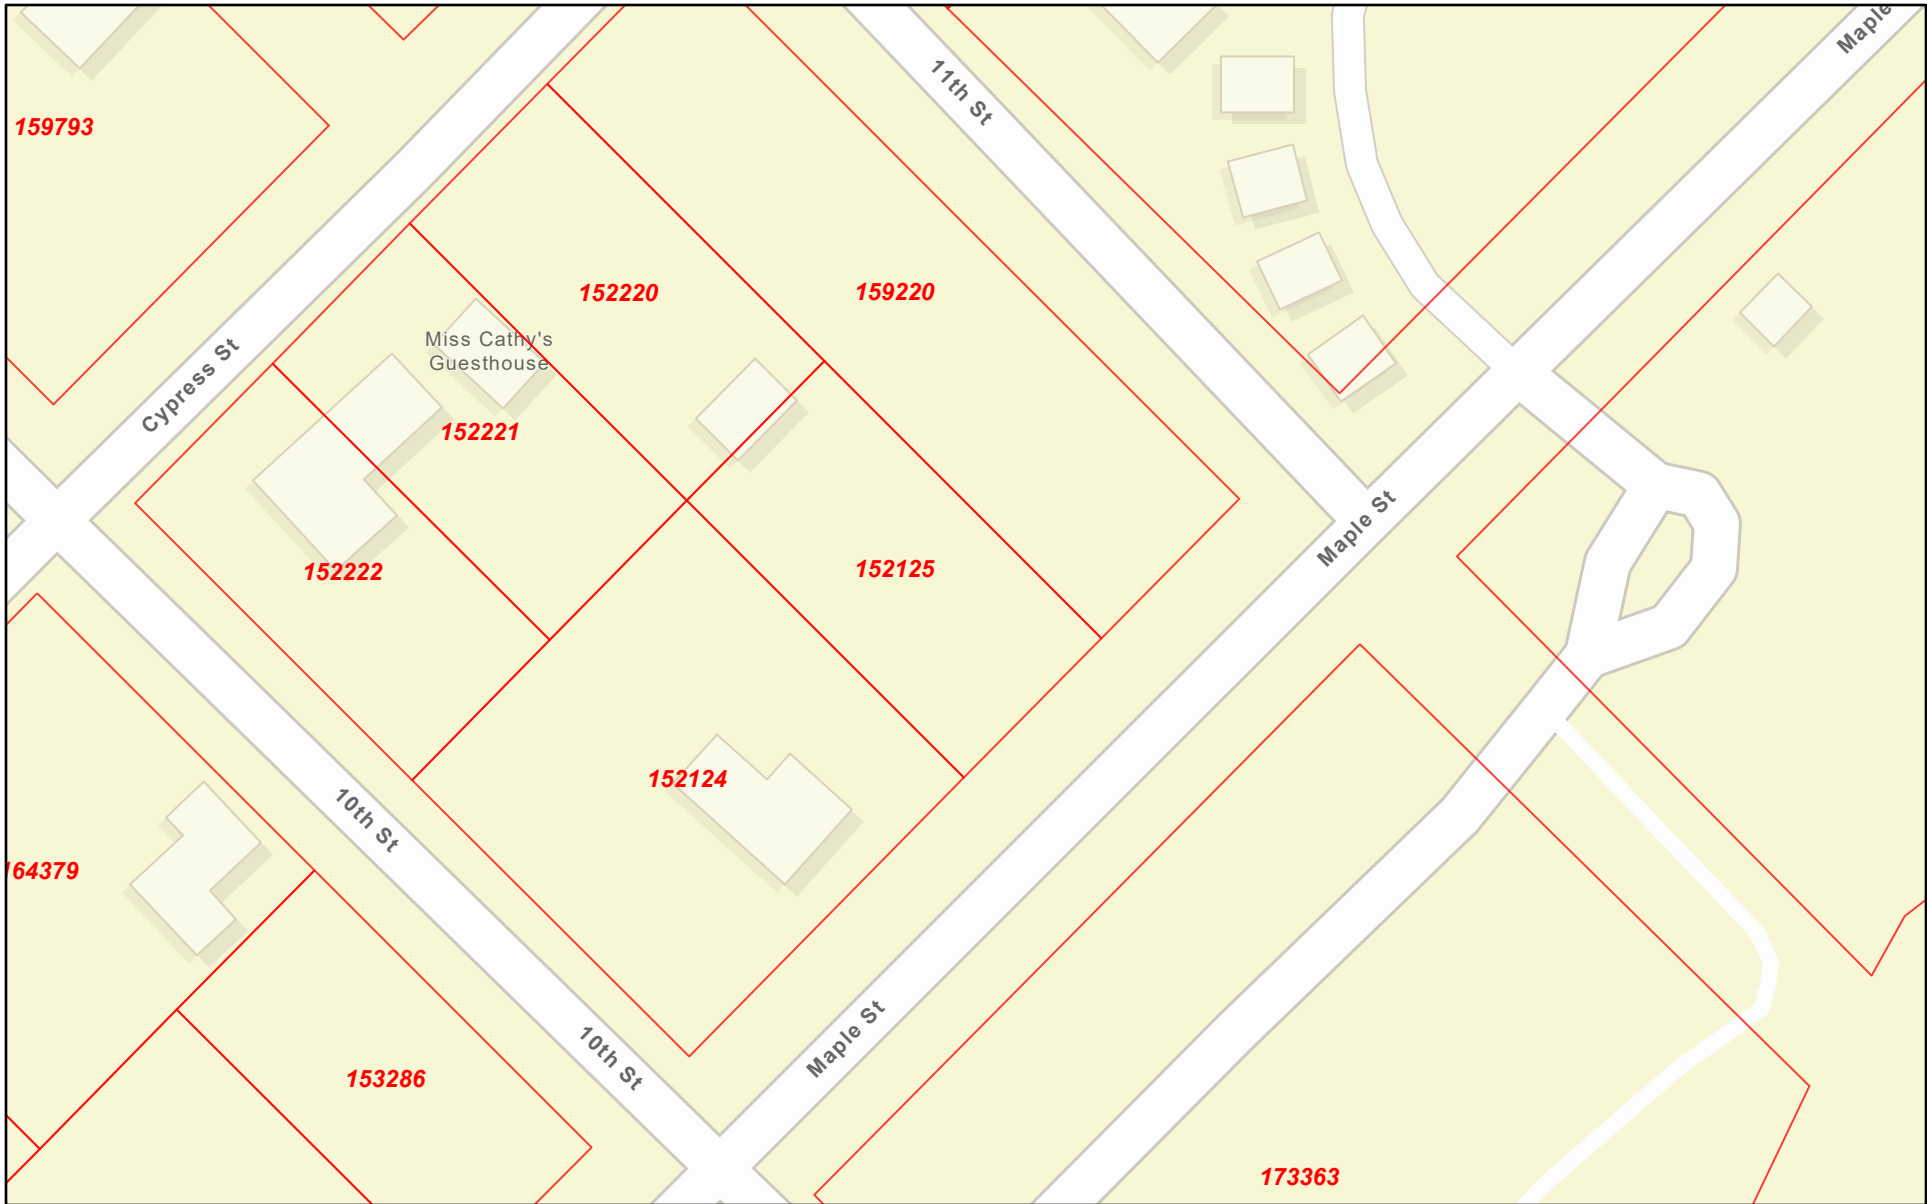 Maple
11th St
159793
152220
159220
Miss Cathy's
Guesthouse
Cypress St
152221
Maple St
152222
152125
152124
10th St
164379
Maple St
10th St
153286
173363